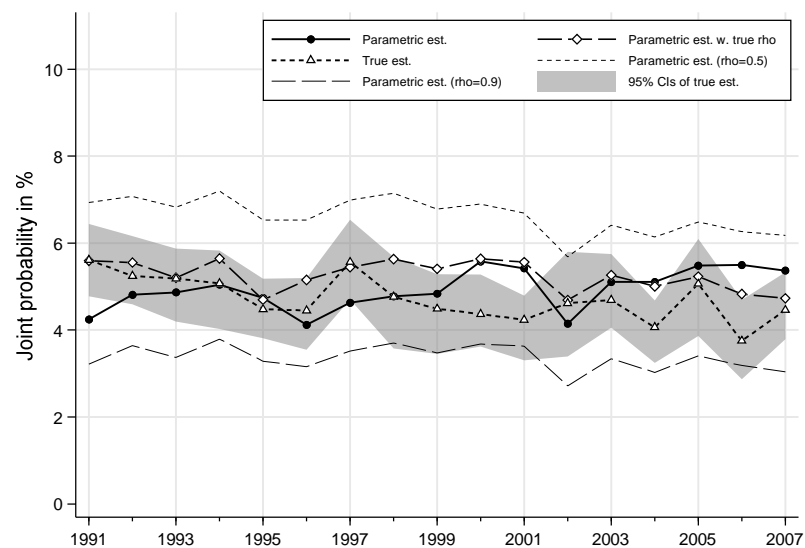 Parametric est.
Parametric est. w. true rho
True est.
Parametric est. (rho=0.5)
Parametric est. (rho=0.9)
95% CIs of true est.
Joint probability in %
10
8
6
4
2
0
1991 1993 1995 1997 1999 2001 2003 2005 2007